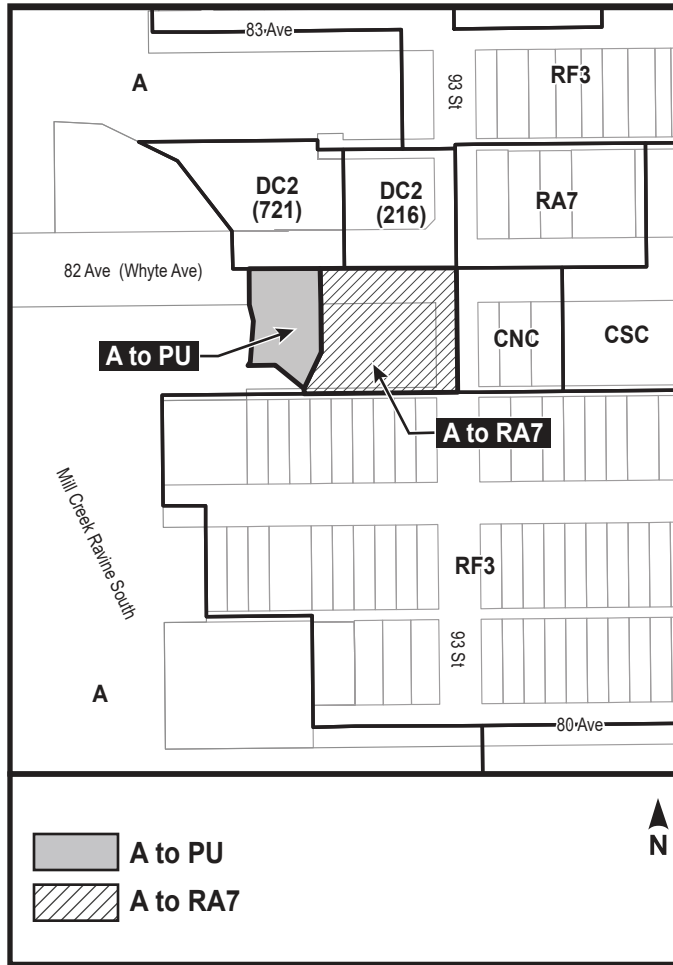 83 Ave
A
93 St
RF3
DC2
(721)
DC2
(216)
RA7
82 Ave (Whyte Ave)
A to PU
CNC
CSC
A to RA7
Mill Creek Ravine South
RF3
93 St
A
80 Ave
A to PU
A to RA7
N